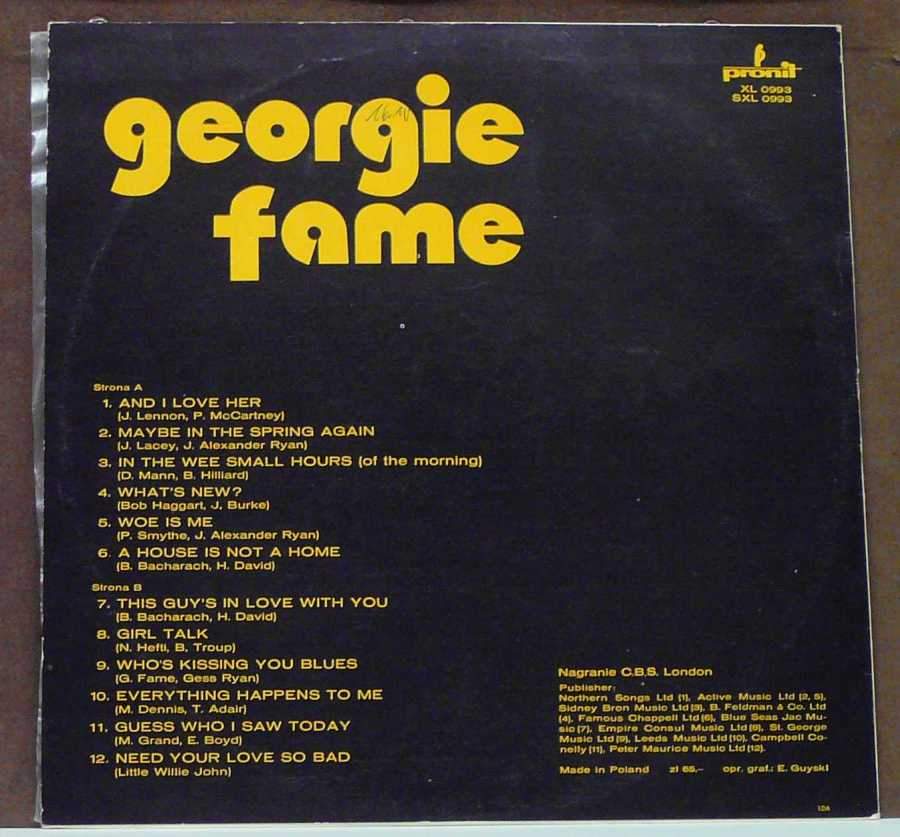 pronit
XL 0993
SXL 0993
georgie
fame
Strona A
1. AND I LOVE HER
(J. Lennon, P. McCartney)
2. MAYBE IN THE SPRING AGAIN
(J. Lacey, J. Alexander Ryan)
3. IN THE WEE SMALL HOURS (of the morning)
(D. Mann, B. Hilliard)
4. WHAT'S NEW?
(Bob Haggart, J. Burke)
5. WOE IS ME
(P. Smythe, J. Alexander Ryan)
6. A HOUSE IS NOT A HOME
(B. Bacharach, H. David)
Strona B
7. THIS GUY'S IN LOVE WITH YOU
(B. Bacharach, H. David)
8. GIRL TALK
(N. Hefti, B. Troup)
9. WHO'S KISSING YOU BLUES
(G. Fame, Gess Ryan)
10. EVERYTHING HAPPENS TO ME
(M. Dennis, T. Adair)
11. GUESS WHO I SAW TODAY
(M. Grand, E. Boyd)
12. NEED YOUR LOVE SO BAD
(Little Willie John)
Nagranie C.B.S. London
Publisher:
Northern Songs Ltd (1), Active Music Ltd (2, 5),
Sidney Bron Music Ltd (3), B. Feldman & Co. Ltd
(4), Famous Chappell Ltd (6), Blue Seas Jac Mu-
sic (7), Empire Consul Music Ltd (8), St. George
Music Ltd (9), Leeds Music Ltd (10), Campbell Co-
nelly (11), Peter Maurice Music Ltd (12).
Made in Poland zł 65,- opr. graf.: E. Guyski